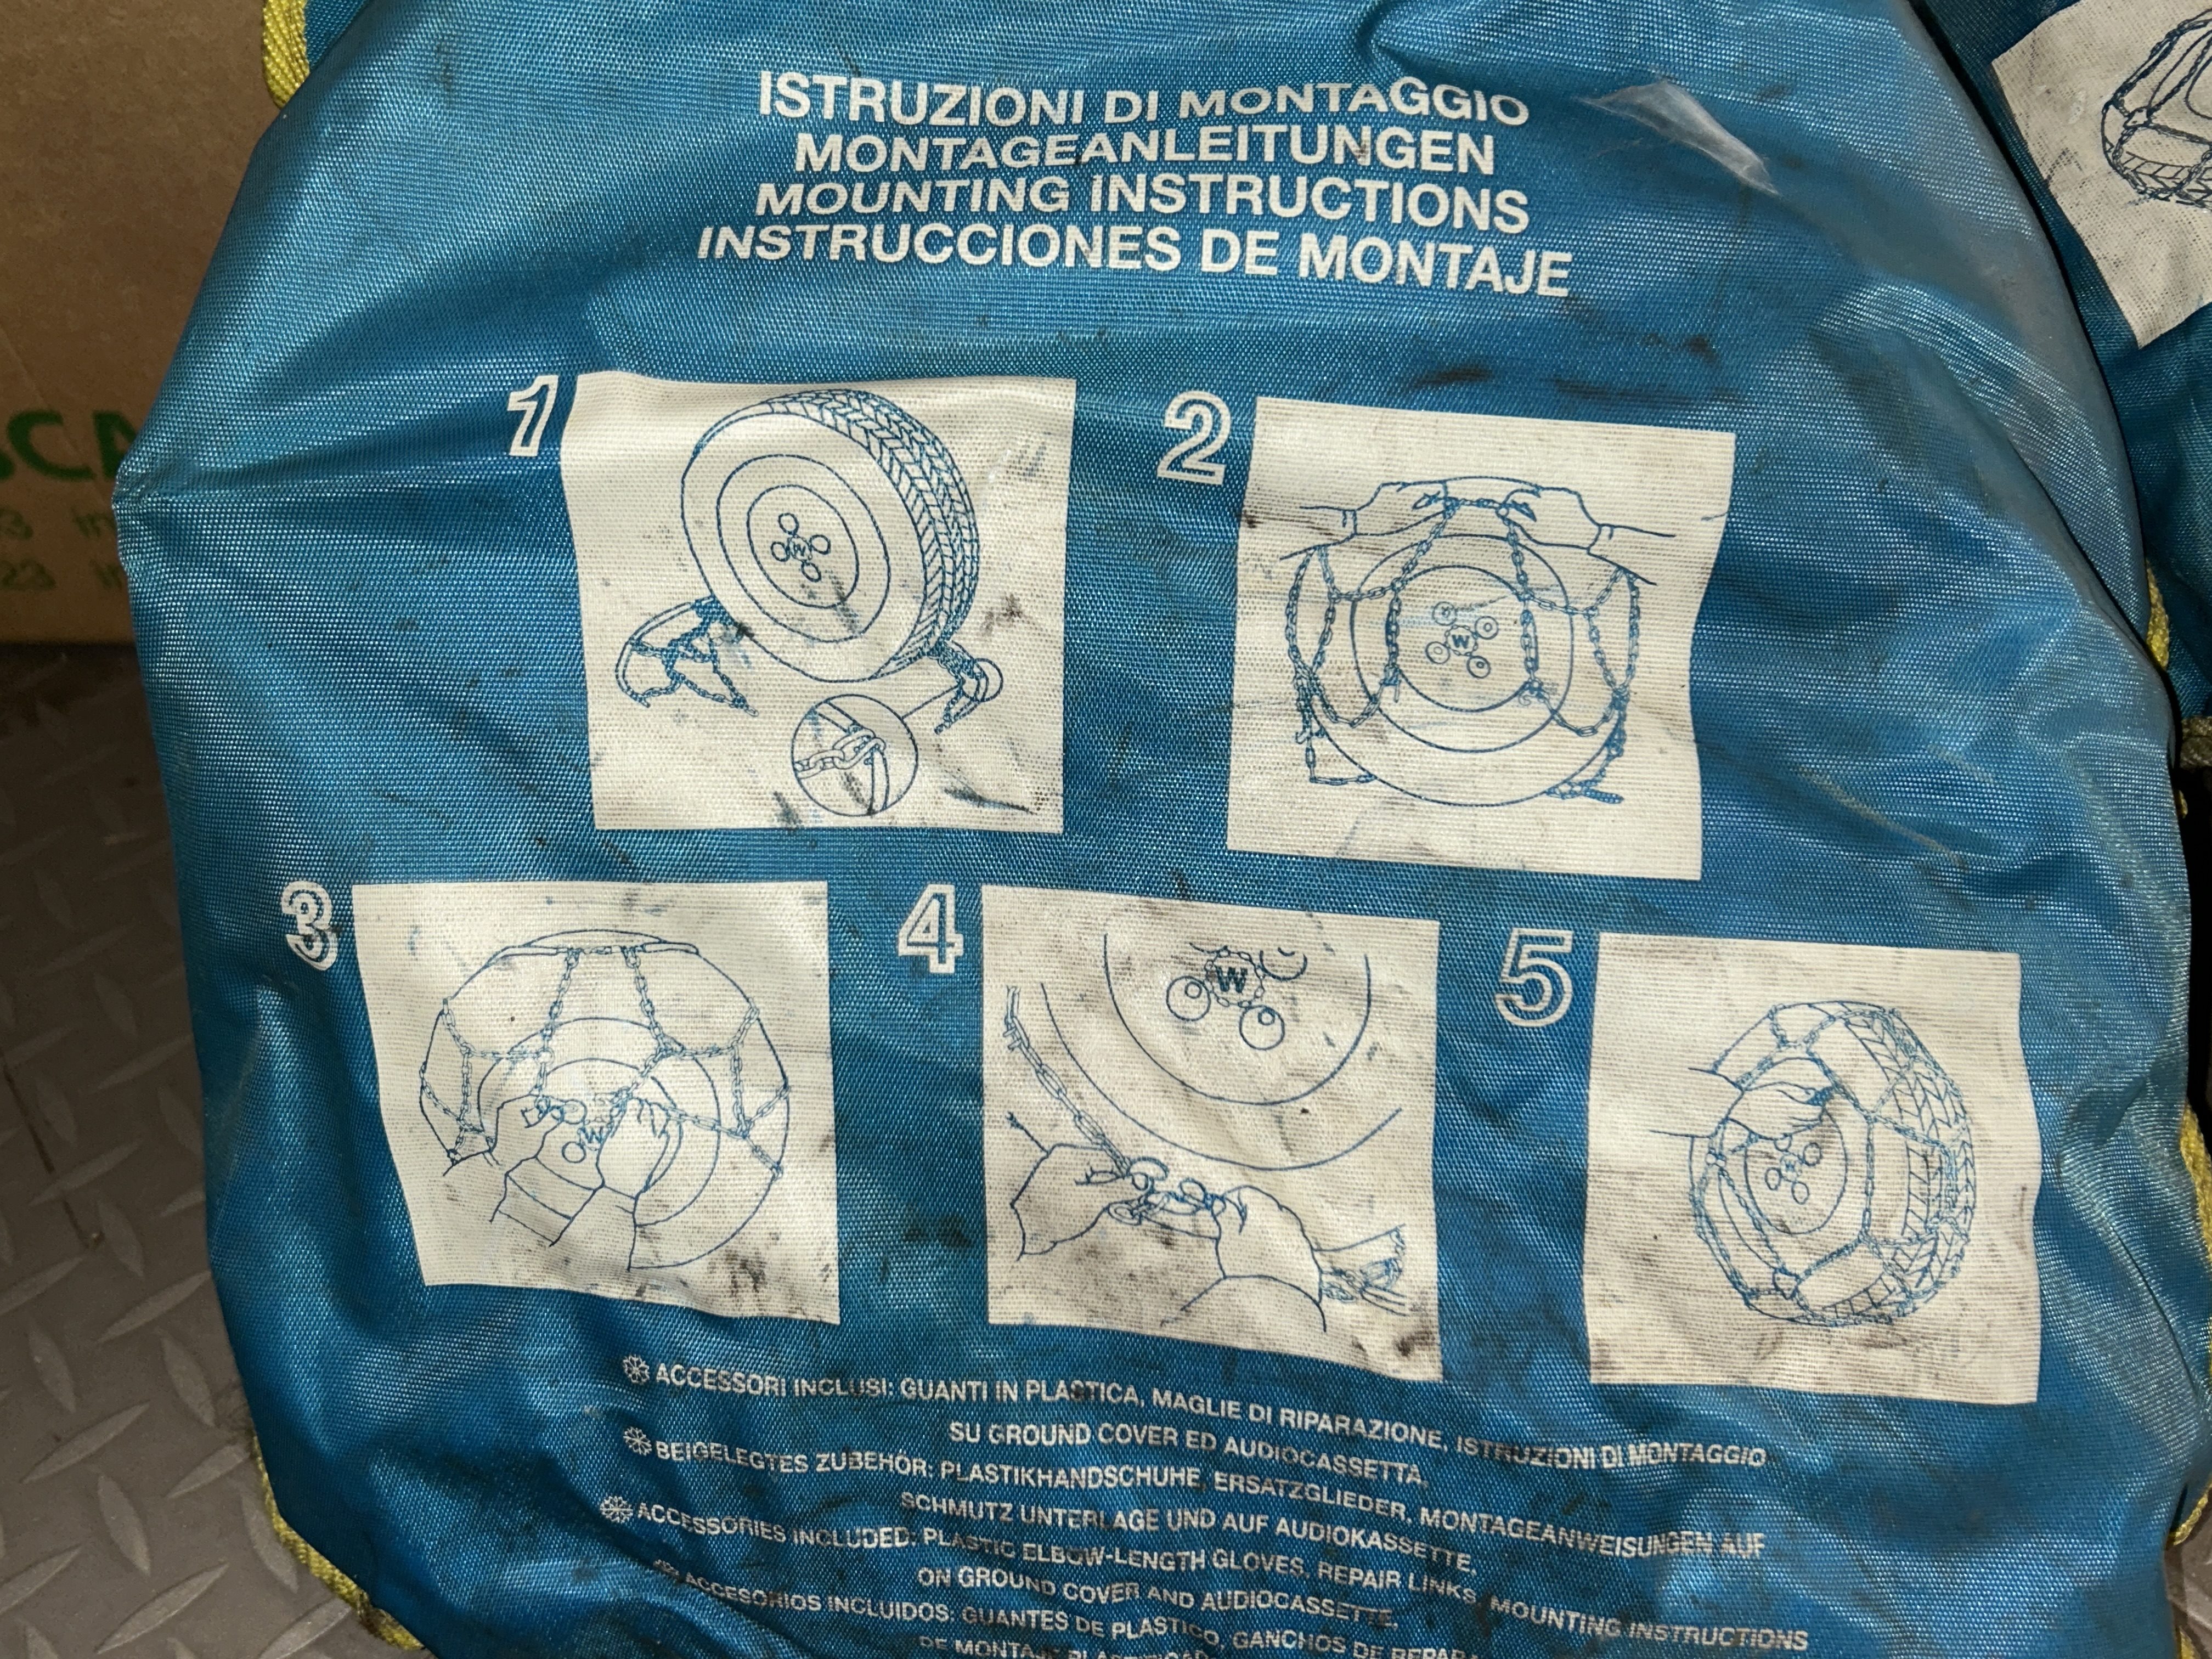 ISTRUZIONI DI MONTAGGIO
MONTAGEANLEITUNGEN
MOUNTING INSTRUCTIONS
INSTRUCCIONES DE MONTAJE
1
2
W
3
W
4
W
5
ACCESSORI INCLUSI: GUANTI IN PLASTICA, MAGLIE DI RIPARAZIONE, ISTRUZIONI DI MONTAGGIO
SU GROUND COVER ED AUDIOCASSETTA.
BEIGELEGTES ZUBEHÖR: PLASTIKHANDSCHUHE, ERSATZGLIEDER, MONTAGEANWEISUNGEN AUF
SCHMUTZ UNTERLAGE UND AUF AUDIOKASSETTE.
ACCESSORIES INCLUDED: PLASTIC ELBOW-LENGTH GLOVES, REPAIR LINKS, MOUNTING INSTRUCTIONS
ON GROUND COVER AND AUDIOCASSETTE.
ACCESORIOS INCLUIDOS: GUANTES DE PLASTICO, GANCHOS DE
DE